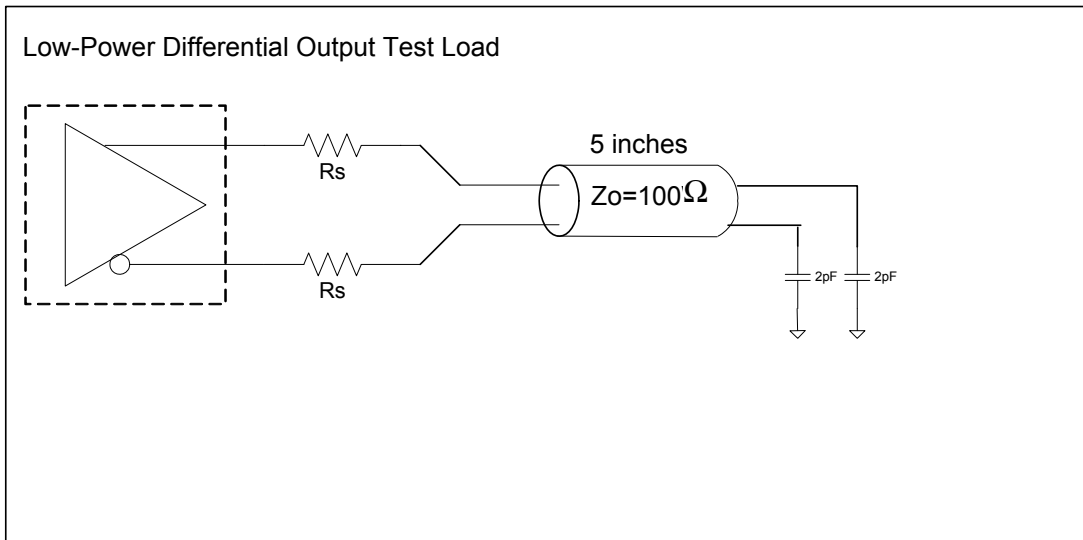 Low-Power Differential Output Test Load
Rs
5 inches
Zo=100Ω
Rs
2pF
2pF